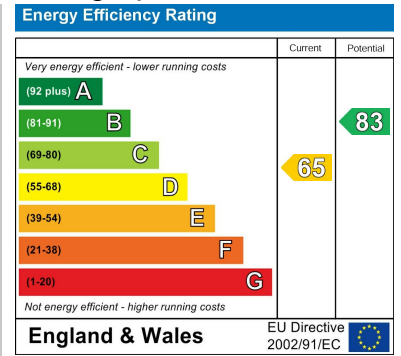 Energy Efficiency Rating
Current Potential
Very energy efficient - lower running costs
(92 plus) A
(81-91) B
83
(69-80) C
65
(55-68) D
(39-54) E
(21-38) F
(1-20) G
Not energy efficient - higher running costs
England & Wales
EU Directive
2002/91/EC